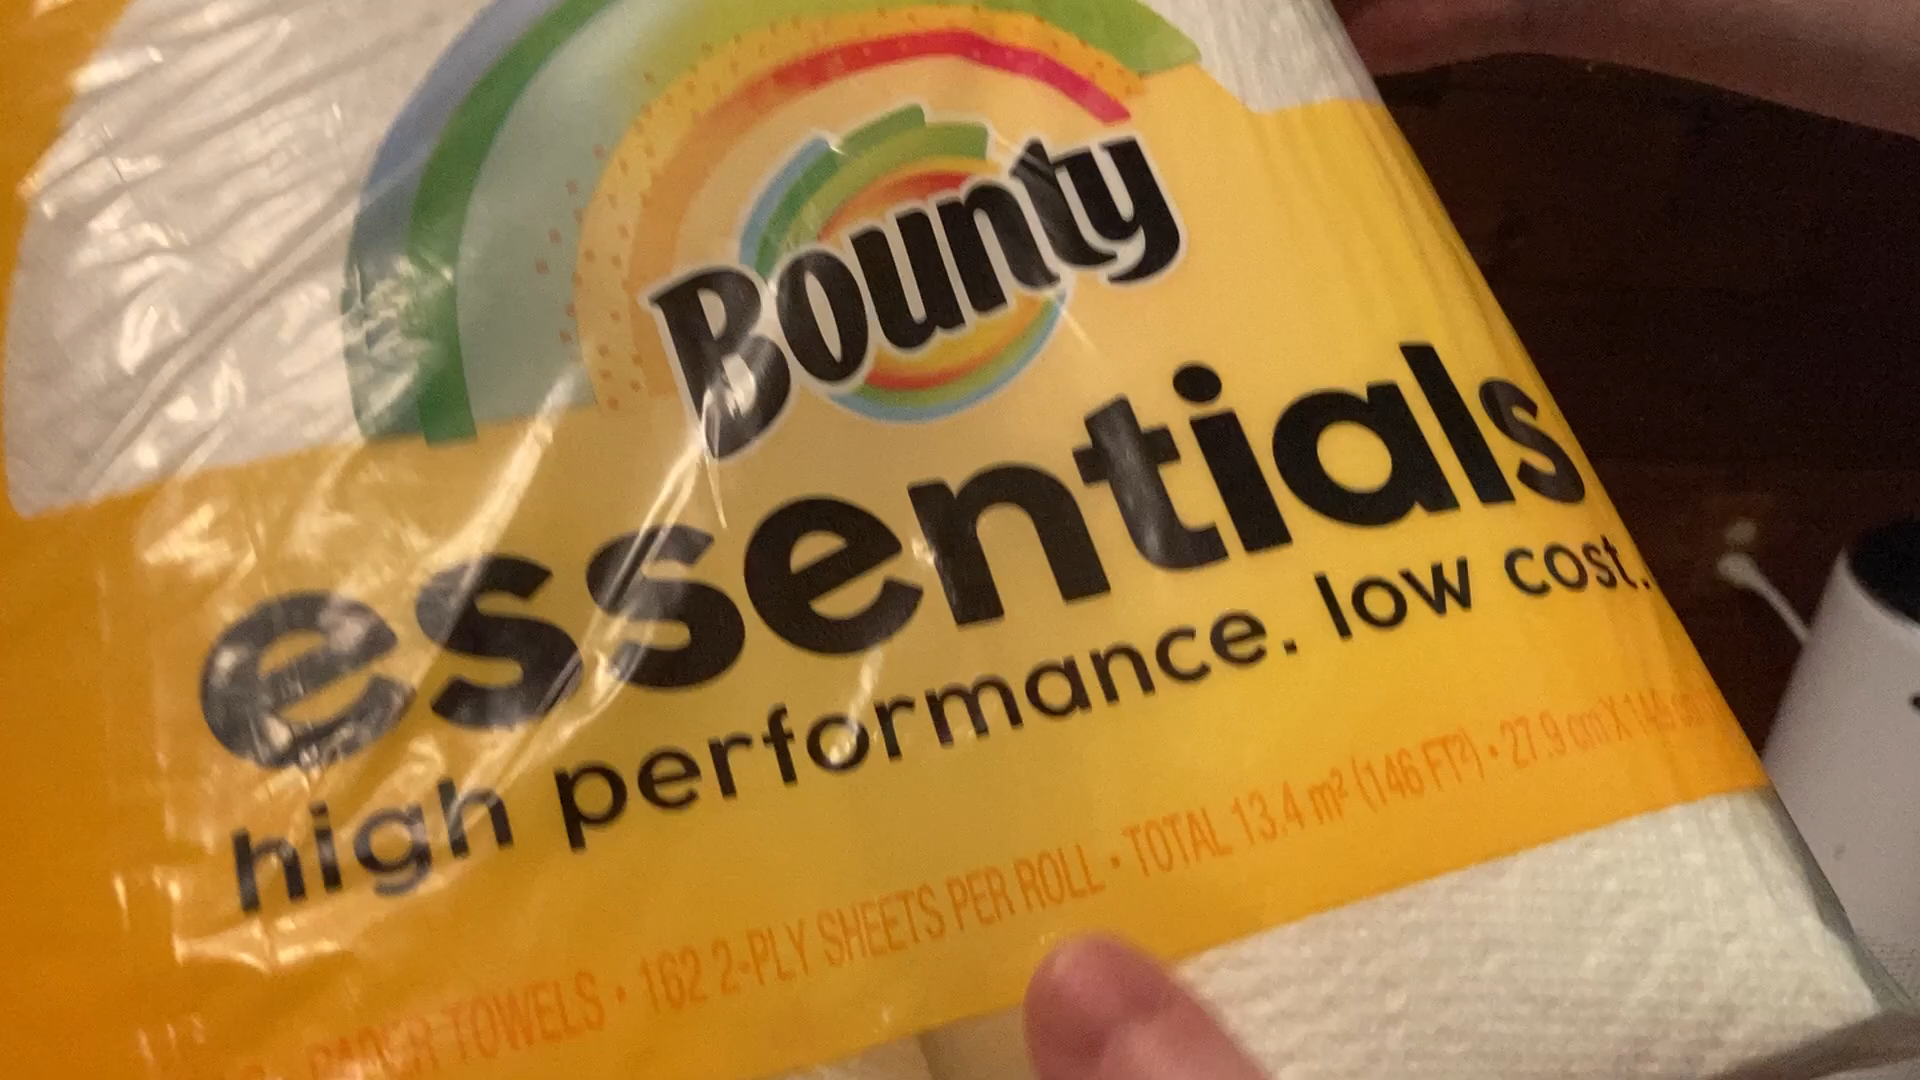 Bounty
essentials
high performance. low cost.
PAPER TOWELS • 162 2-PLY SHEETS PER ROLL • TOTAL 13.4 m² (146 FT²) • 27.9 cm X